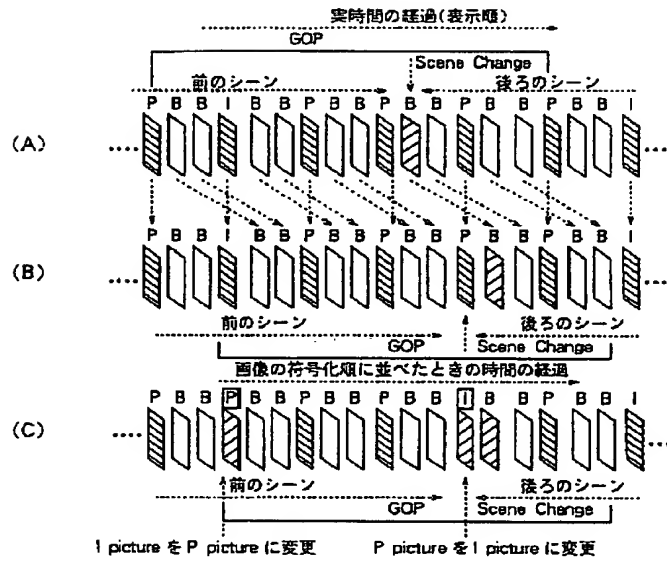 実時間の経過(表示順)
GOP
Scene Change
前のシーン
後ろのシーン
P B B I B B P B B P B B P B B P B B I
(A)
P B B I B B P B B P B B P B B P B B I
(B)
前のシーン
後ろのシーン
GOP
Scene Change
画像の符号化順に並べたときの時間の経過
P B B P B B P B B P B B I B B P B B I
(C)
前のシーン
後ろのシーン
GOP
Scene Change
I picture を P picture に変更
P picture を I picture に変更